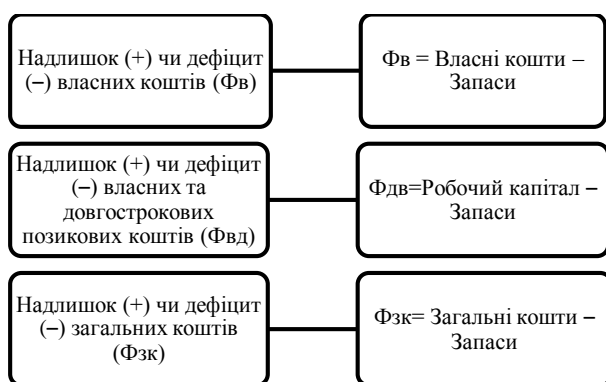 Надлишок (+) чи дефіцит
(−) власних коштів (Фв)
Фв = Власні кошти –
Запаси
Надлишок (+) чи дефіцит
(−) власних та
довгострокових
позикових коштів (Фвд)
Фдв=Робочий капітал –
Запаси
Надлишок (+) чи дефіцит
(−) загальних коштів
(Фзк)
Фзк= Загальні кошти –
Запаси